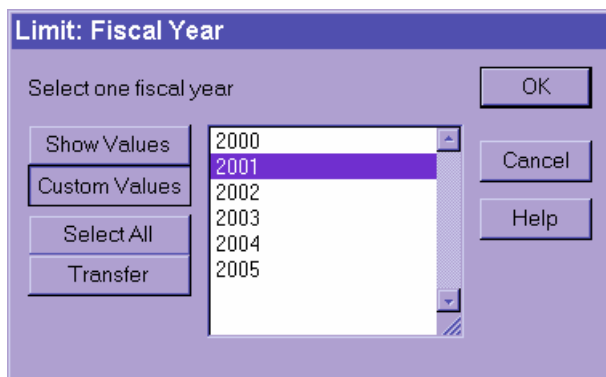 Limit: Fiscal Year
Select one fiscal year
OK
Show Values
Custom Values
Select All
Transfer
2000
2001
2002
2003
2004
2005
Cancel
Help